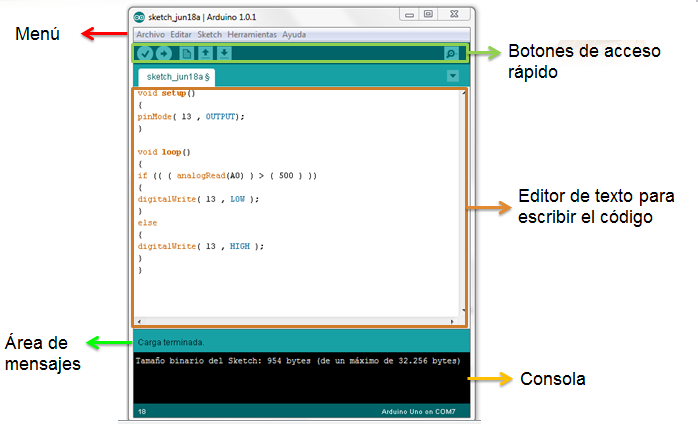 sketch_jun18a | Arduino 1.0.1
Menú
Archivo Editar Sketch Herramientas Ayuda
Botones de acceso
rápido
sketch_jun18a §
void setup()
{
pinMode( 13 , OUTPUT);
}
void loop()
{
if (( ( analogRead(A0) ) > ( 500 ) ))
{
digitalWrite( 13 , LOW );
}
else
{
digitalWrite( 13 , HIGH );
}
}
Editor de texto para
escribir el código
Área de
mensajes
Carga terminada.
Tamaño binario del Sketch: 954 bytes (de un máximo de 32.256 bytes)
Consola
18
Arduino Uno on COM7